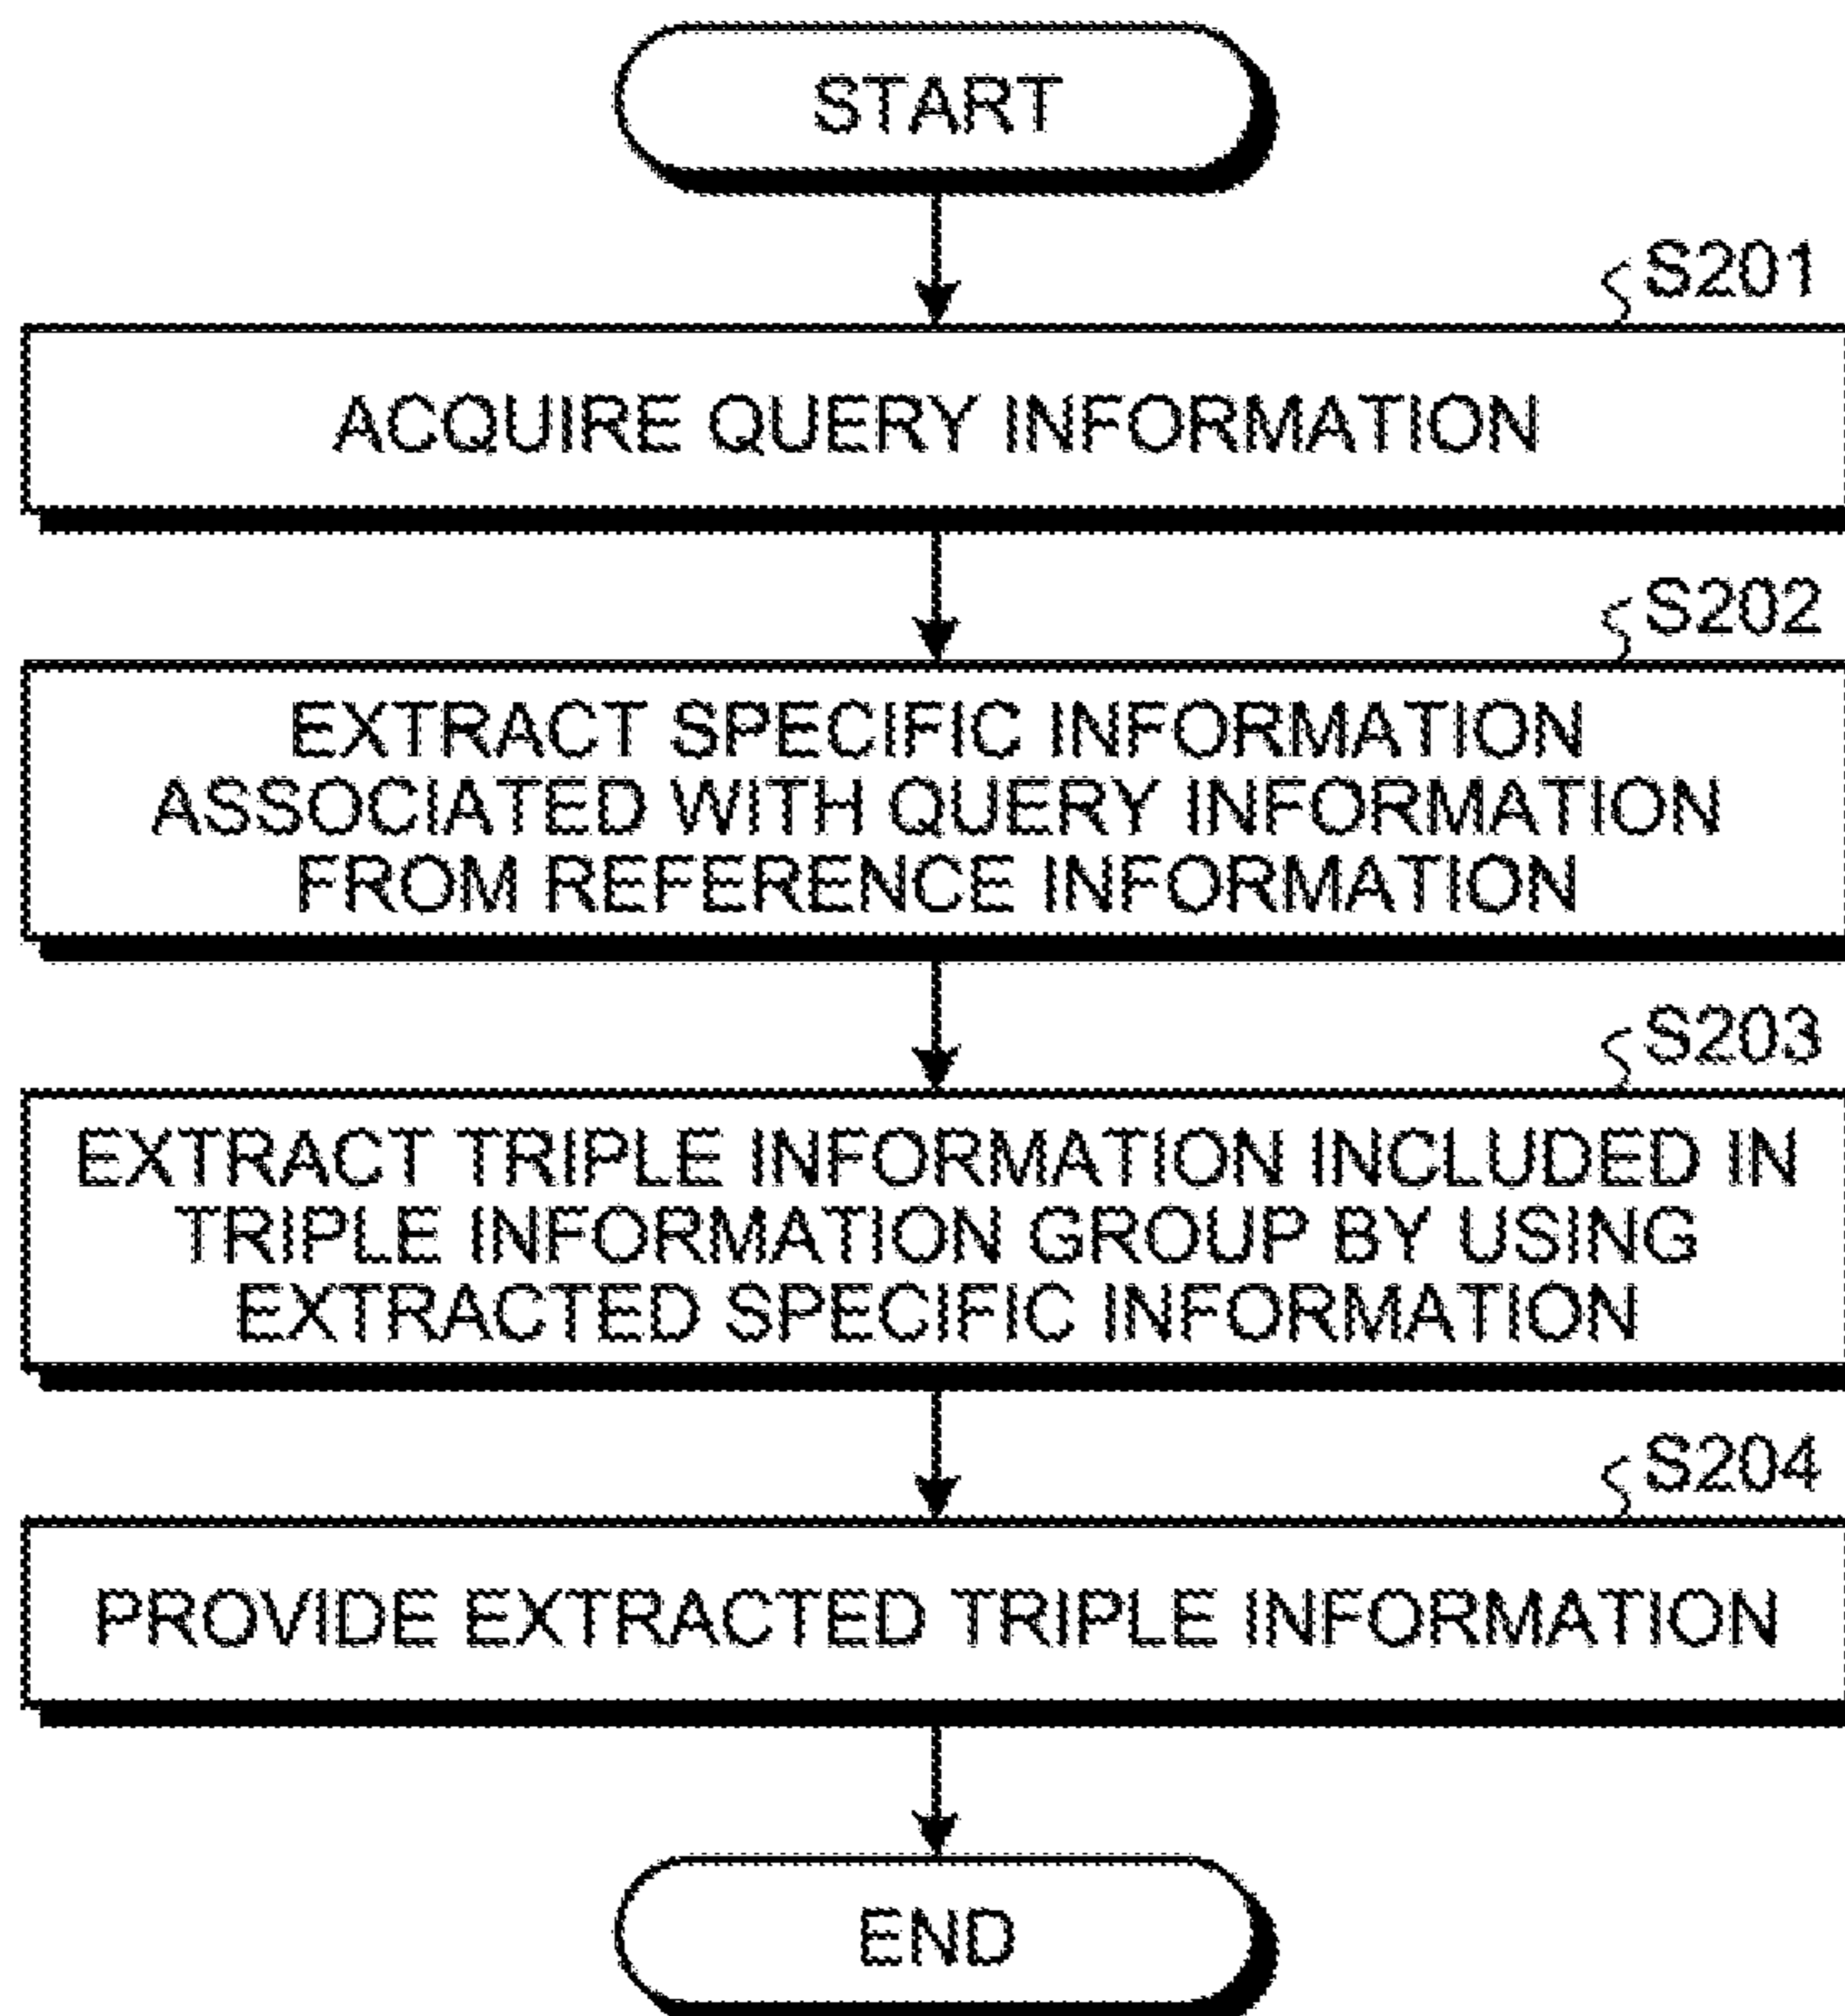 START
S201
ACQUIRE QUERY INFORMATION
S202
EXTRACT SPECIFIC INFORMATION
ASSOCIATED WITH QUERY INFORMATION
FROM REFERENCE INFORMATION
S203
EXTRACT TRIPLE INFORMATION INCLUDED IN
TRIPLE INFORMATION GROUP BY USING
EXTRACTED SPECIFIC INFORMATION
S204
PROVIDE EXTRACTED TRIPLE INFORMATION
END